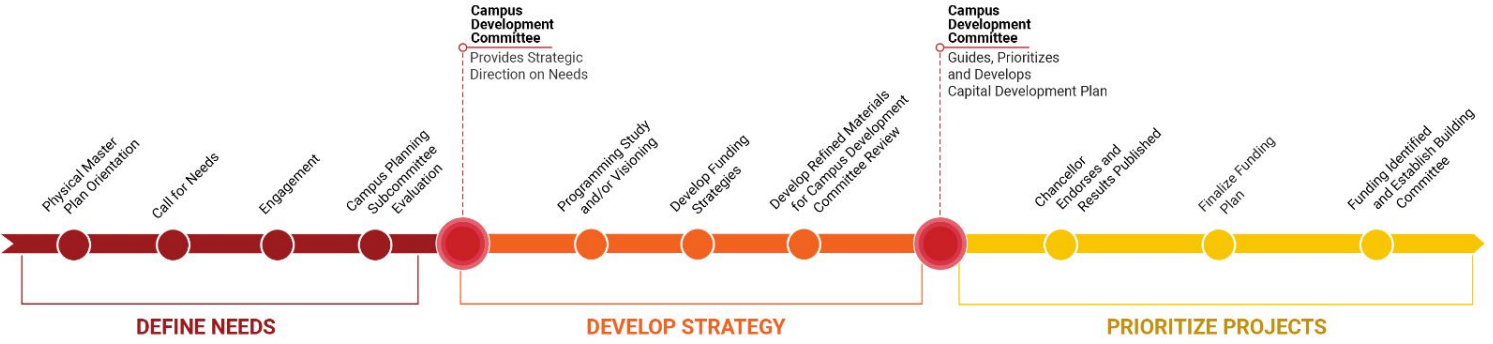 Physical Master
Plan Orientation
Call for Needs
Engagement
Campus Planning
Subcommittee
Evaluation
Campus
Development
Committee
Provides Strategic
Direction on Needs
Programming Study
and/or Visioning
Develop Funding
Strategies
Develop Refined Materials
for Campus Development
Committee Review
Campus
Development
Committee
Guides, Prioritizes
and Develops
Capital Development Plan
Chancellor
Endorses and
Results Published
Finalize Funding
Plan
Funding Identified
and Establish Building
Committee
DEFINE NEEDS
DEVELOP STRATEGY
PRIORITIZE PROJECTS